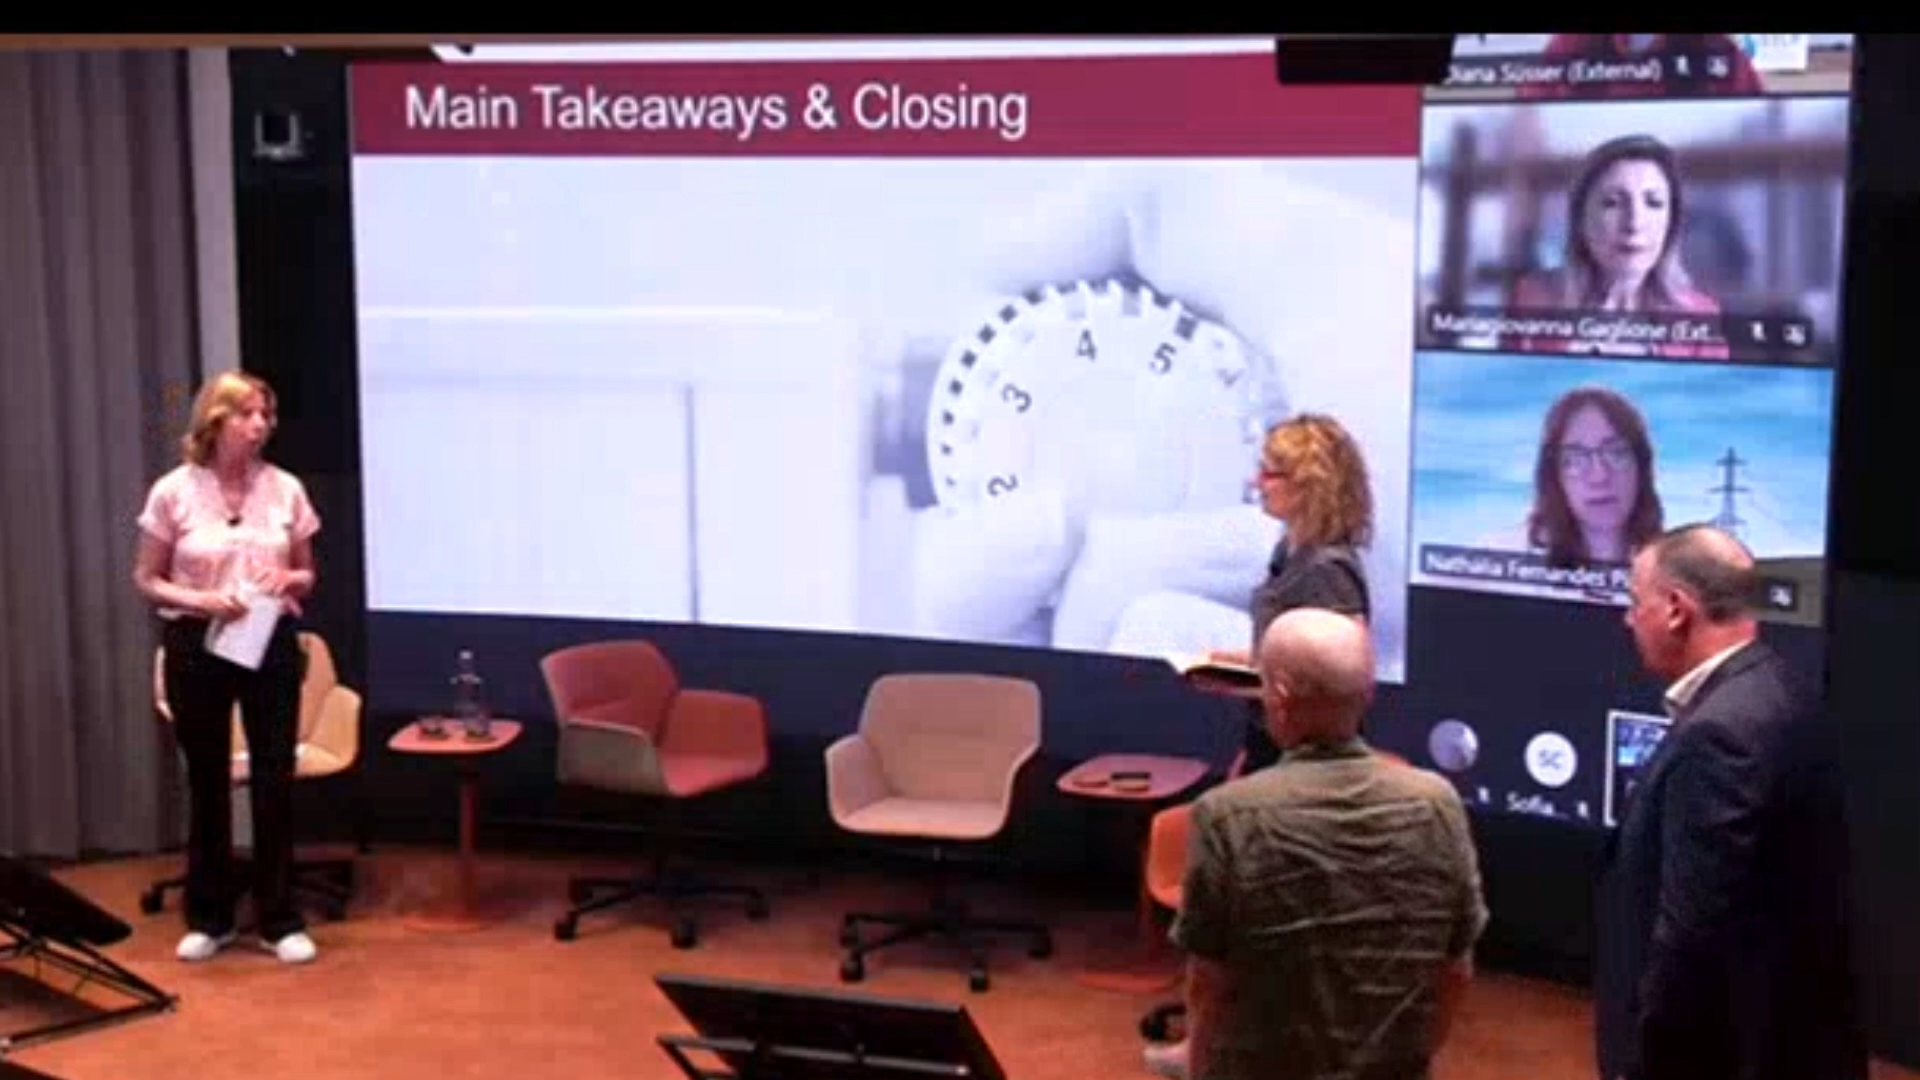 Diana Süsser (External)
Main Takeaways & Closing
Mariagiovanna Gaglione (Ext...
Nathalia Fernandes
4
5
3
2
SC
Sofia...